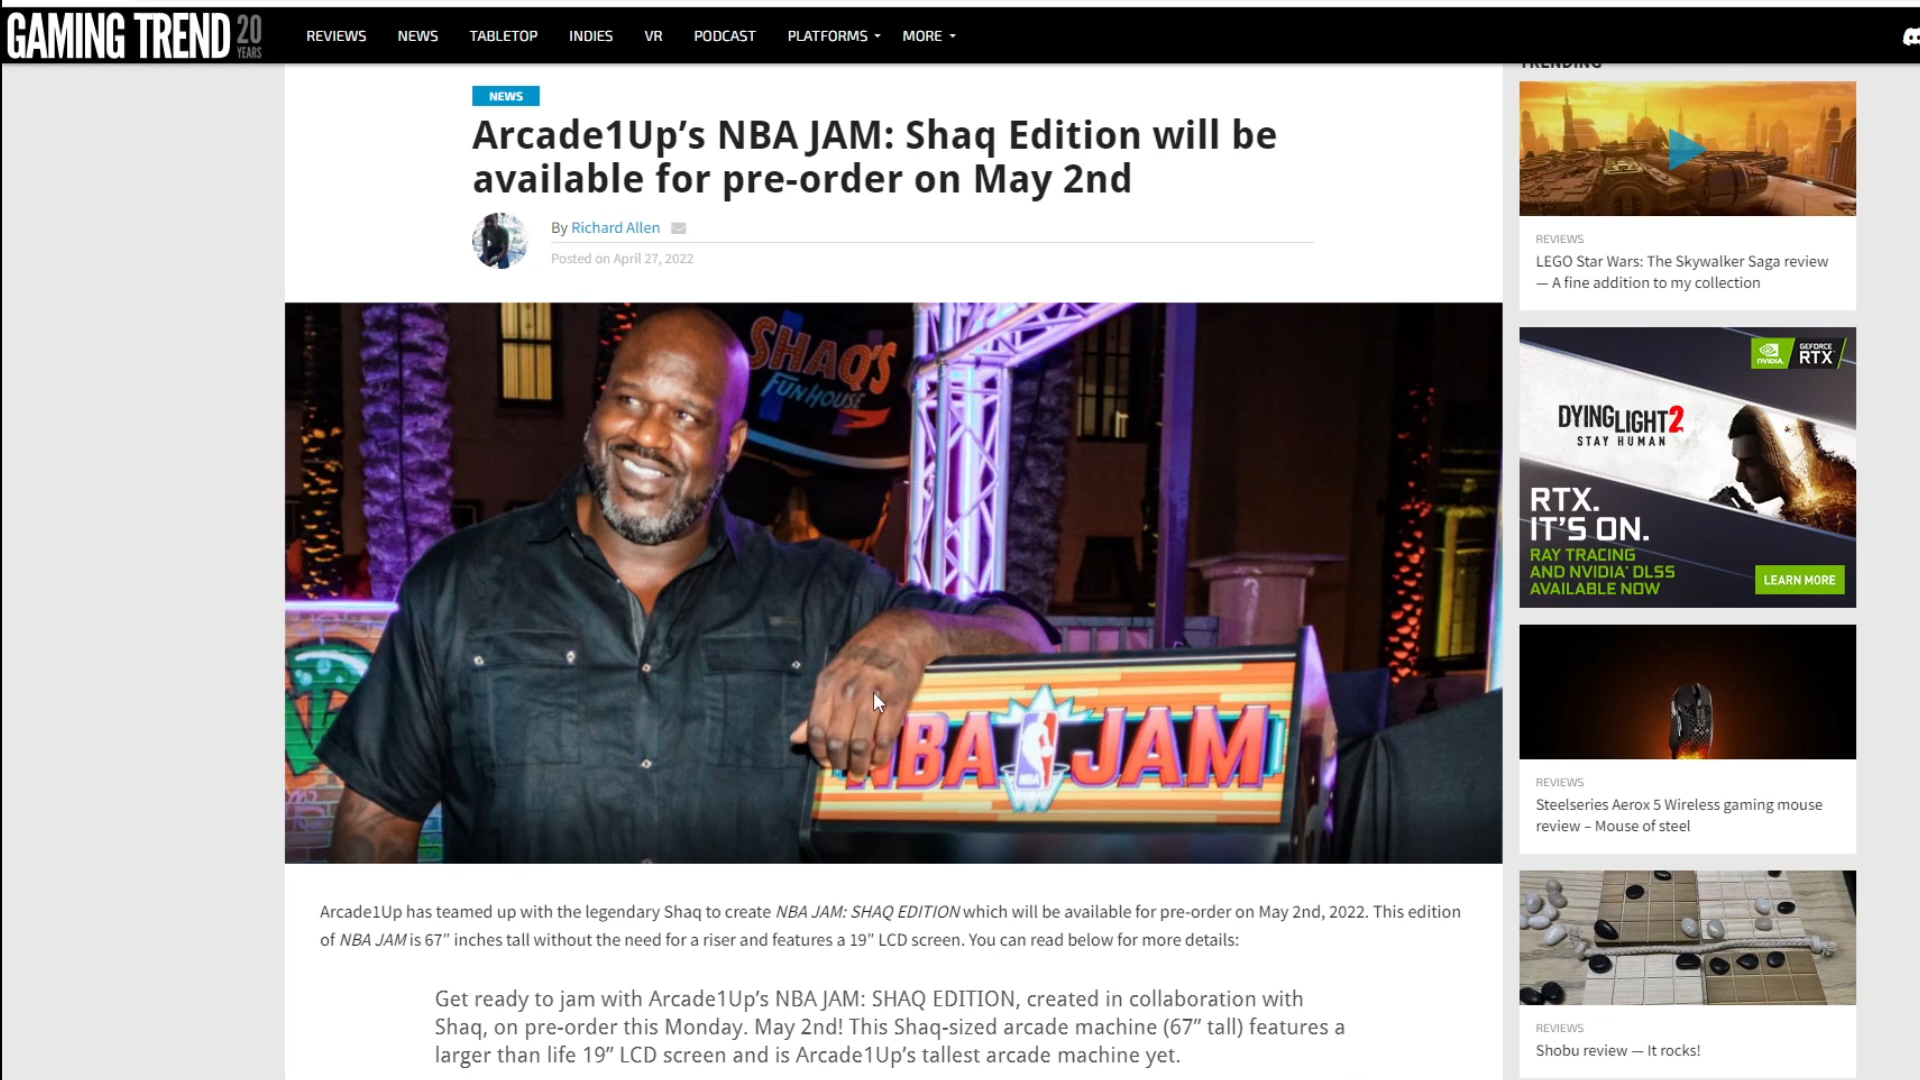 GAMING TREND 20 YEARS
REVIEWS NEWS TABLETOP INDIES VR PODCAST PLATFORMS MORE
TRENDING
NEWS
Arcade1Up’s NBA JAM: Shaq Edition will be
available for pre-order on May 2nd
By Richard Allen
Posted on April 27, 2022
SHAQ'S
FUNHOUSE
NBA JAM
NBA
Arcade1Up has teamed up with the legendary Shaq to create NBA JAM: SHAQ EDITION which will be available for pre-order on May 2nd, 2022. This edition
of NBA JAM is 67″ inches tall without the need for a riser and features a 19″ LCD screen. You can read below for more details:
Get ready to jam with Arcade1Up’s NBA JAM: SHAQ EDITION, created in collaboration with
Shaq, on pre-order this Monday. May 2nd! This Shaq-sized arcade machine (67” tall) features a
larger than life 19” LCD screen and is Arcade1Up’s tallest arcade machine yet.
REVIEWS
LEGO Star Wars: The Skywalker Saga review
— A fine addition to my collection
NVIDIA GEFORCE RTX
DYING LIGHT 2
STAY HUMAN
RTX.
IT'S ON.
RAY TRACING
AND NVIDIA® DLSS
AVAILABLE NOW
LEARN MORE
REVIEWS
Steelseries Aerox 5 Wireless gaming mouse
review – Mouse of steel
REVIEWS
Shobu review — It rocks!